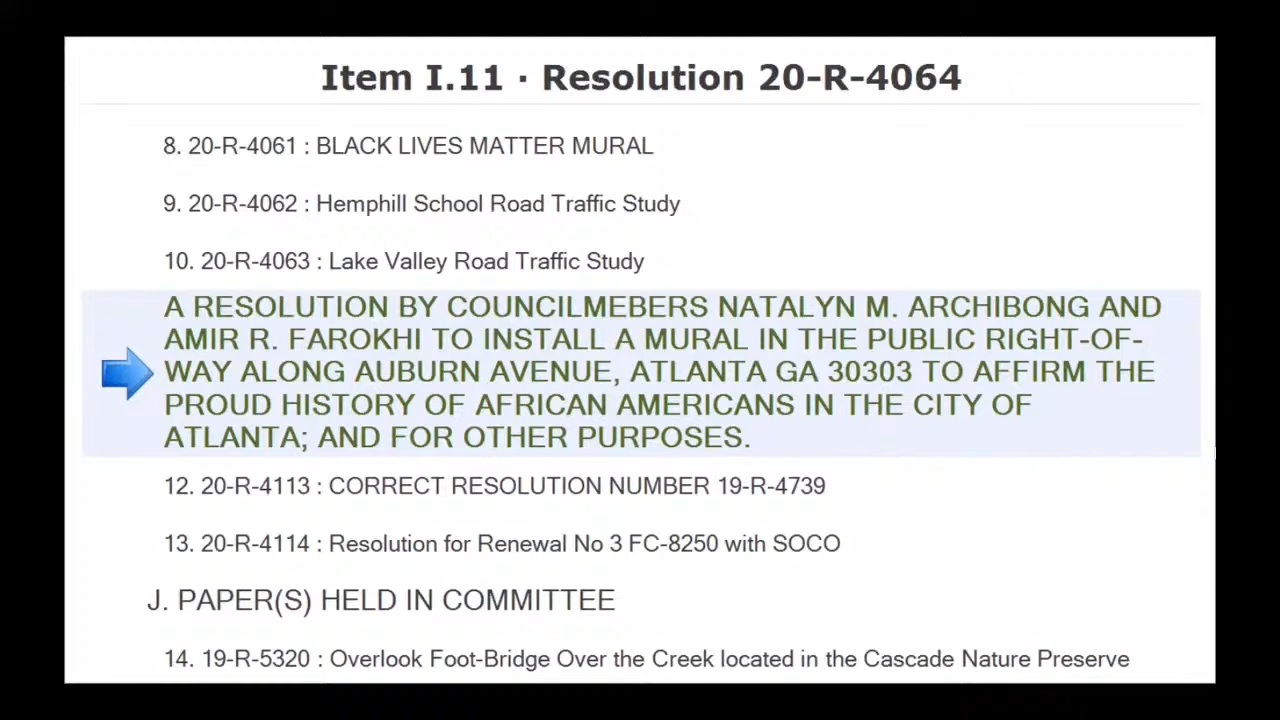 Item I.11 · Resolution 20-R-4064
8. 20-R-4061 : BLACK LIVES MATTER MURAL
9. 20-R-4062 : Hemphill School Road Traffic Study
10. 20-R-4063 : Lake Valley Road Traffic Study
A RESOLUTION BY COUNCILMEBERS NATALYN M. ARCHIBONG AND
AMIR R. FAROKHI TO INSTALL A MURAL IN THE PUBLIC RIGHT-OF-
WAY ALONG AUBURN AVENUE, ATLANTA GA 30303 TO AFFIRM THE
PROUD HISTORY OF AFRICAN AMERICANS IN THE CITY OF
ATLANTA; AND FOR OTHER PURPOSES.
12. 20-R-4113 : CORRECT RESOLUTION NUMBER 19-R-4739
13. 20-R-4114 : Resolution for Renewal No 3 FC-8250 with SOCO
J. PAPER(S) HELD IN COMMITTEE
14. 19-R-5320 : Overlook Foot-Bridge Over the Creek located in the Cascade Nature Preserve